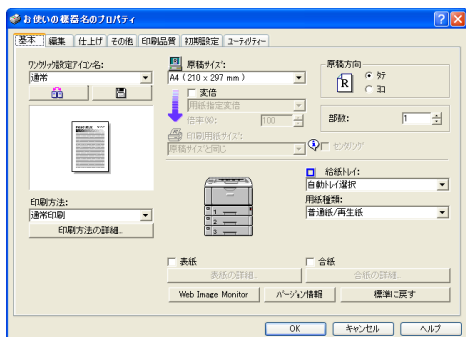 お使いの機器名のプロパティ
基本 編集 仕上げ その他 印刷品質 初期設定 ユーティリティー
ワンクリック設定アイコン名:
通常
印刷方法:
通常印刷
印刷方法の詳細...
原稿サイズ:
A4 (210 x 297 mm)
変倍
用紙指定変倍
倍率(%): 100
印刷用紙サイズ:
原稿サイズと同じ
原稿方向
R
タテ
ヨコ
部数: 1
センタリング
給紙トレイ:
自動トレイ選択
用紙種類:
普通紙/再生紙
1
2
3
表紙
表紙の詳細...
合紙
合紙の詳細...
Web Image Monitor バージョン情報 標準に戻す
OK キャンセル ヘルプ